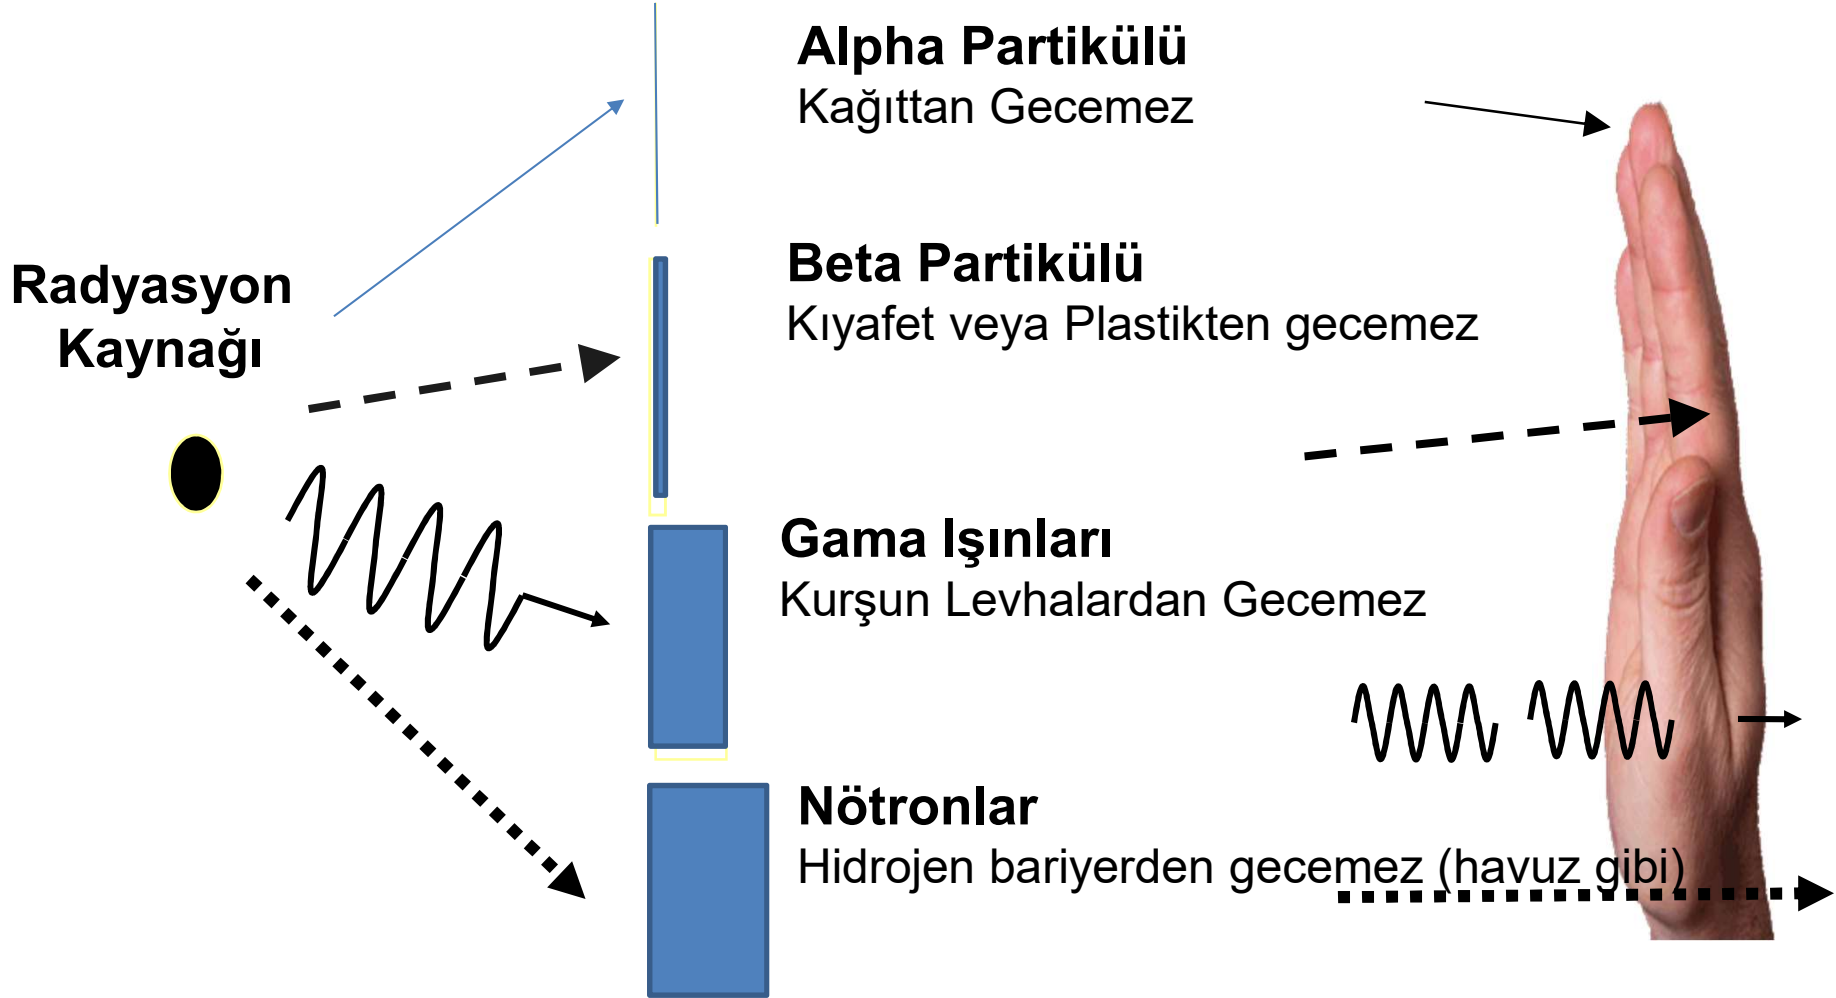 Alpha Partikülü
Kağıttan Gecemez
Radyasyon
Kaynağı
Beta Partikülü
Kıyafet veya Plastikten gecemez
Gama Işınları
Kurşun Levhalardan Gecemez
Nötronlar
Hidrojen bariyerden gecemez (havuz gibi)